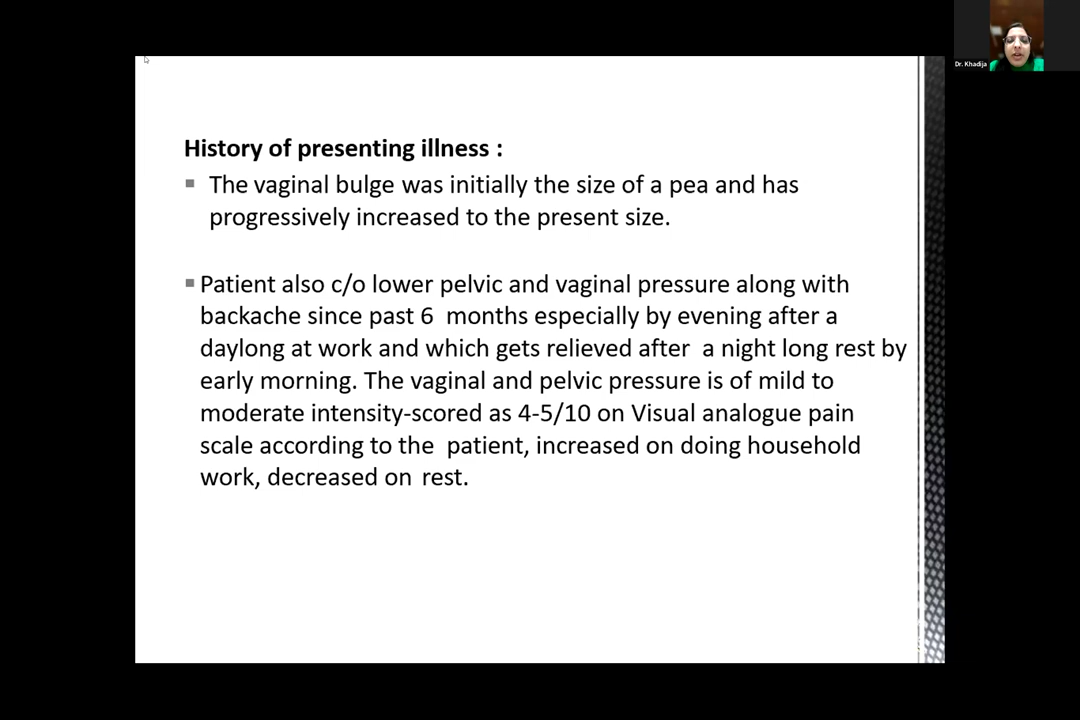 Dr. Khadija
History of presenting illness :
The vaginal bulge was initially the size of a pea and has
progressively increased to the present size.
Patient also c/o lower pelvic and vaginal pressure along with
backache since past 6 months especially by evening after a
daylong at work and which gets relieved after a night long rest by
early morning. The vaginal and pelvic pressure is of mild to
moderate intensity-scored as 4-5/10 on Visual analogue pain
scale according to the patient, increased on doing household
work, decreased on rest.